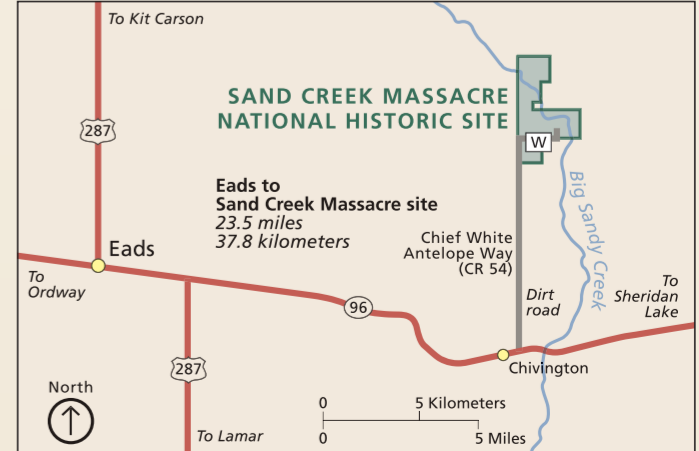 To Kit Carson
SAND CREEK MASSACRE
NATIONAL HISTORIC SITE
287
W
Eads to
Sand Creek Massacre site
23.5 miles
37.8 kilometers
Big Sandy Creek
Chief White
Antelope Way
(CR 54)
Eads
To
Ordway
To
Sheridan
Lake
Dirt
road
96
287
Chivington
North
0
5 Kilometers
0
5 Miles
To Lamar